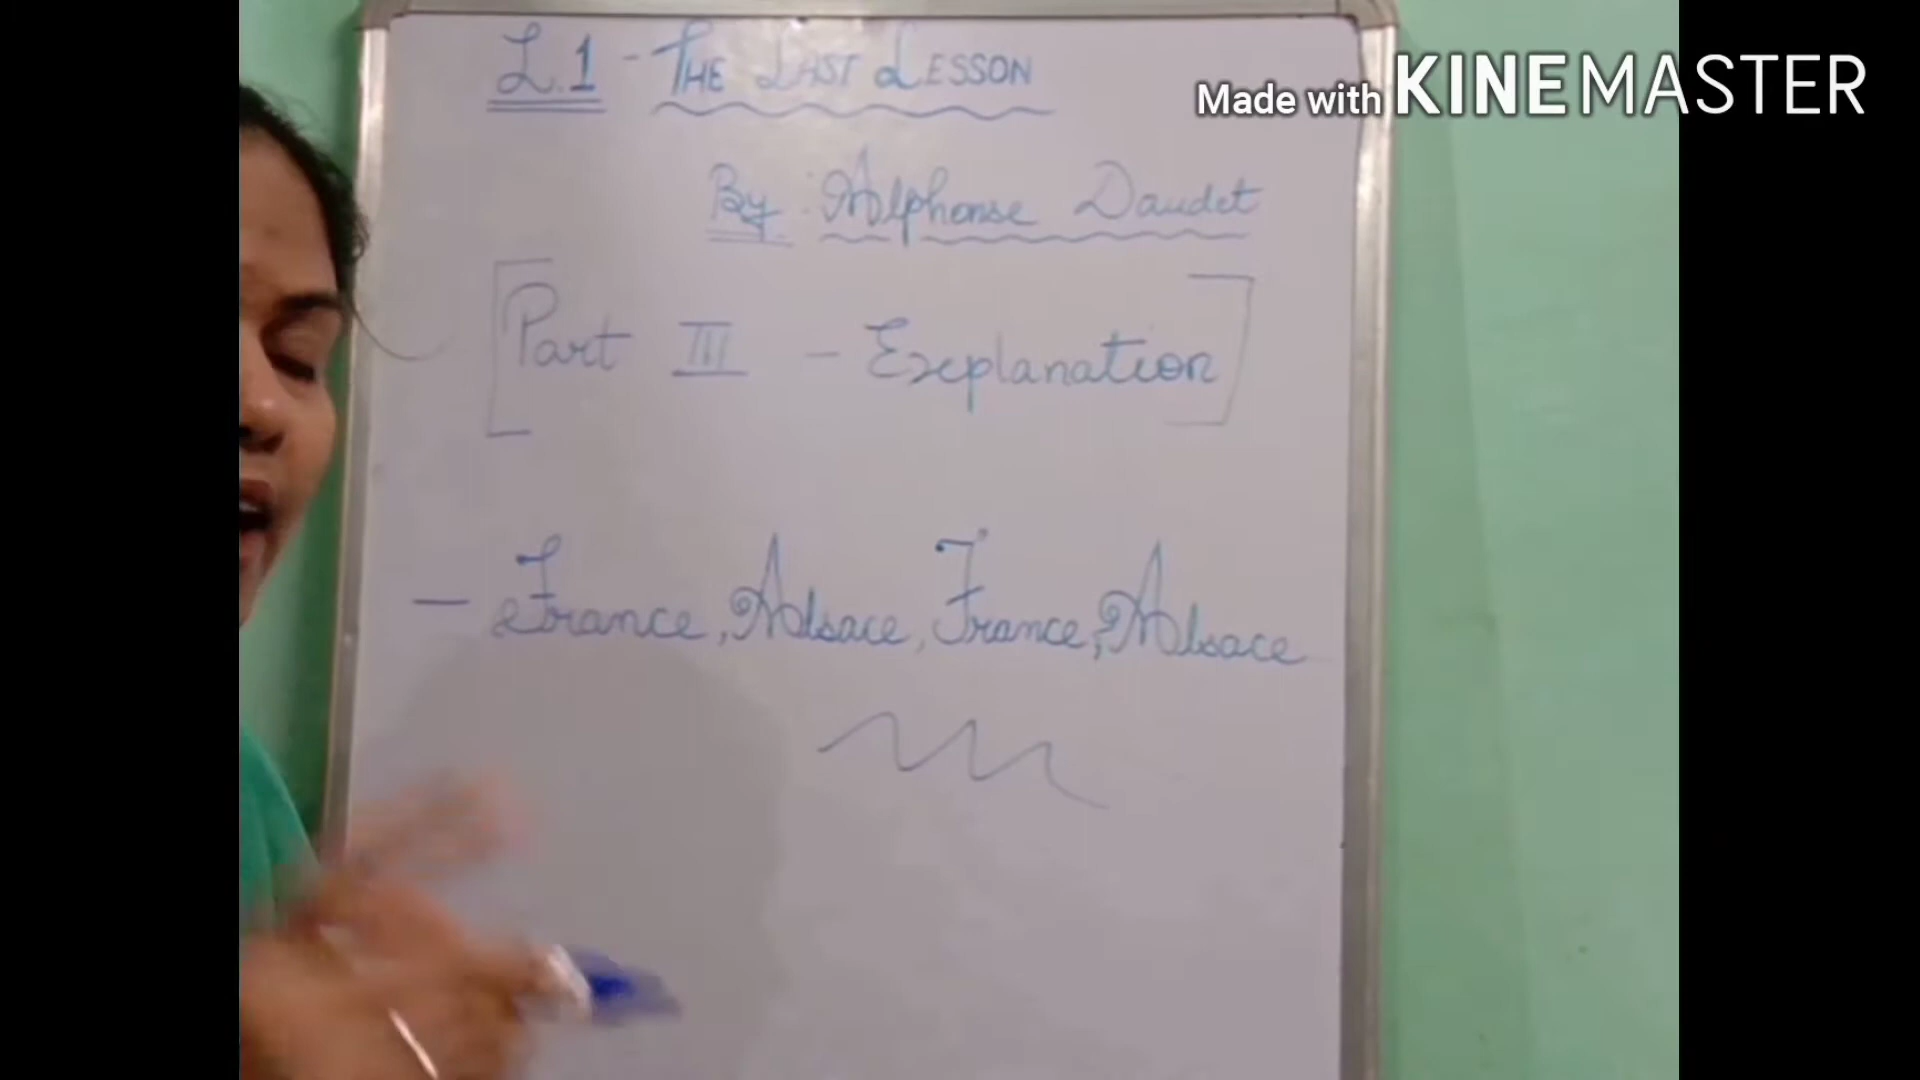 L.1 - THE LAST LESSON
Made with KINEMASTER
By: Alphonse Daudet
Part III - Explanation
- France, Alsace, France, Alsace